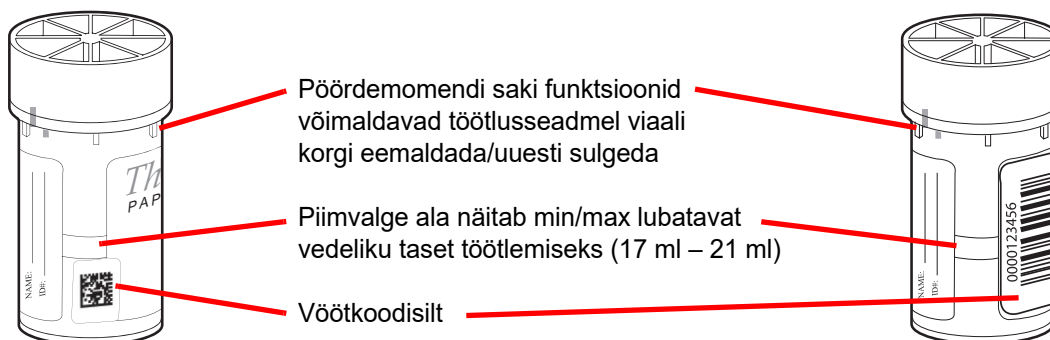 Pöördemomendi saki funktsioonid
võimaldavad töötlusseadmel viaali
korgi eemaldada/uuesti sulgeda
Th
PAP
Piimvalge ala näitab min/max lubatavat
vedeliku taset töötlemiseks (17 ml – 21 ml)
NAME:
ID#:
Vöötkoodisilt
NAME:
ID#:
0000123456